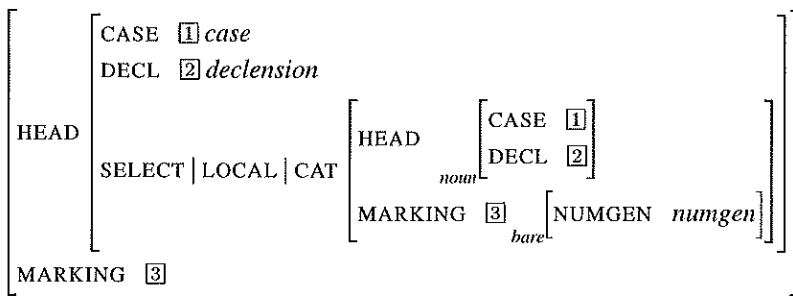 CASE 1 case
DECL 2 declension
HEAD
SELECT | LOCAL | CAT
HEAD noun
CASE 1
DECL 2
MARKING 3 bare [NUMGEN numgen]
MARKING 3